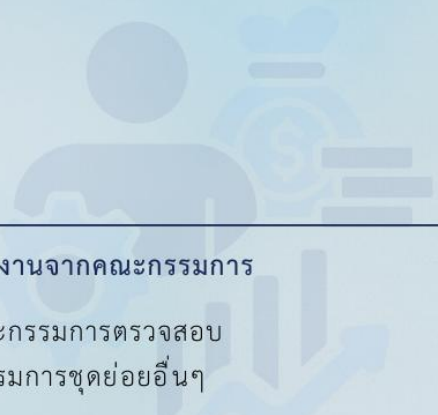 งานจากคณะกรรมการ
ะกรรมการตรวจสอบ
รมการชุดย่อยอื่นๆ